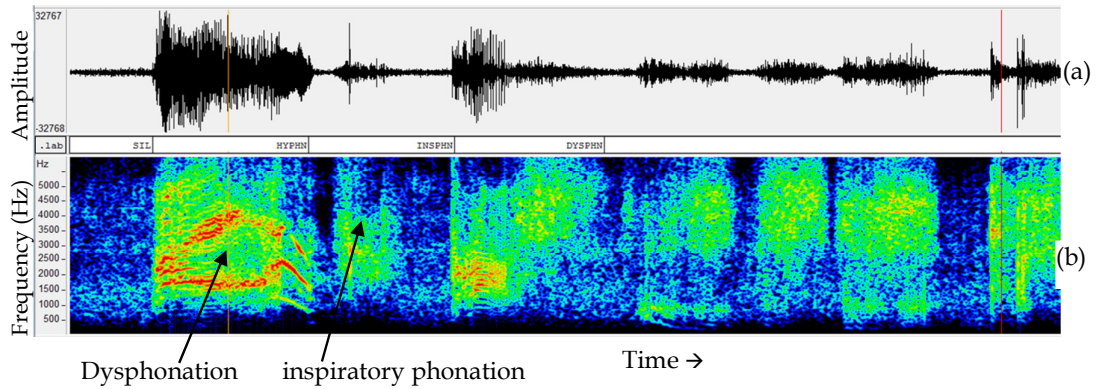 32767
Amplitude
(a)
-32768
.lab SIL HYPHN INSPHN DYSPHN
Hz
5000
4500
4000
3500
3000
2500
2000
1500
1000
500
Frequency (Hz)
(b)
Dysphonation inspiratory phonation Time →